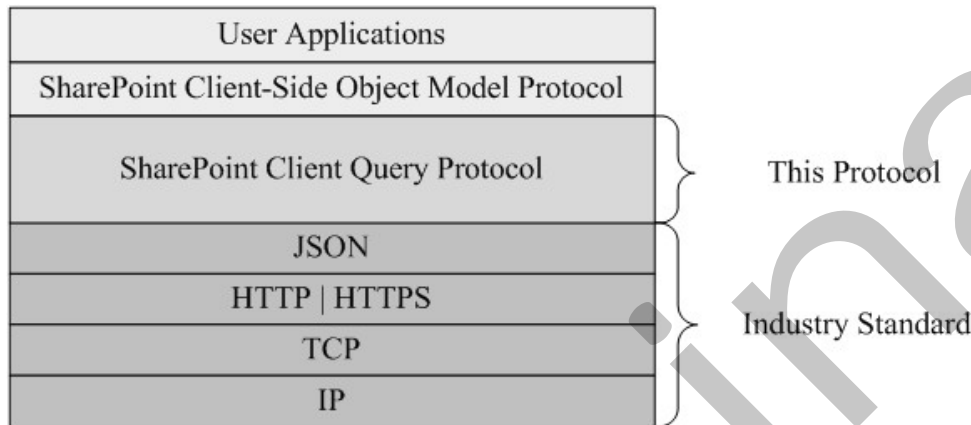 User Applications
SharePoint Client-Side Object Model Protocol
SharePoint Client Query Protocol
This Protocol
JSON
HTTP | HTTPS
Industry Standard
TCP
IP